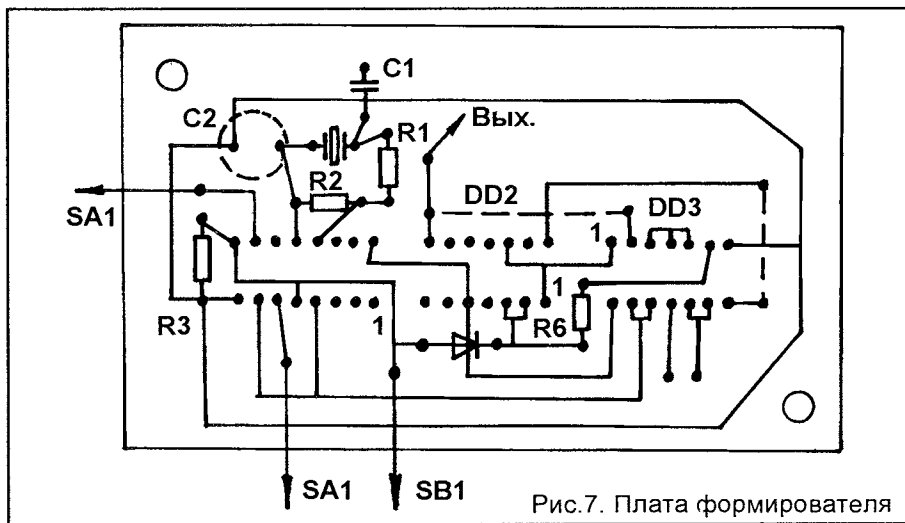 C1
C2
R1
Вых.
R2
DD2
DD3
SA1
1
1
R3
1
R6
SA1
SB1
Рис.7. Плата формирователя